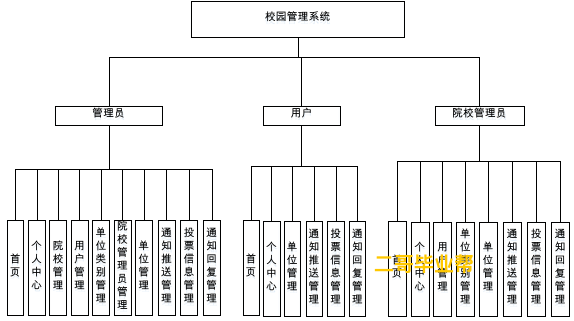 校园管理系统
管理员
用户
院校管理员
首页
个人中心
院校管理
用户管理
单位类别管理
院校管理员管理
单位管理
通知推送管理
投票信息管理
通知回复管理
首页
个人中心
单位管理
通知推送管理
投票信息管理
通知回复管理
首页
个人中心
用户管理
单位类别管理
单位管理
通知推送管理
投票信息管理
通知回复管理
二哥毕业帮